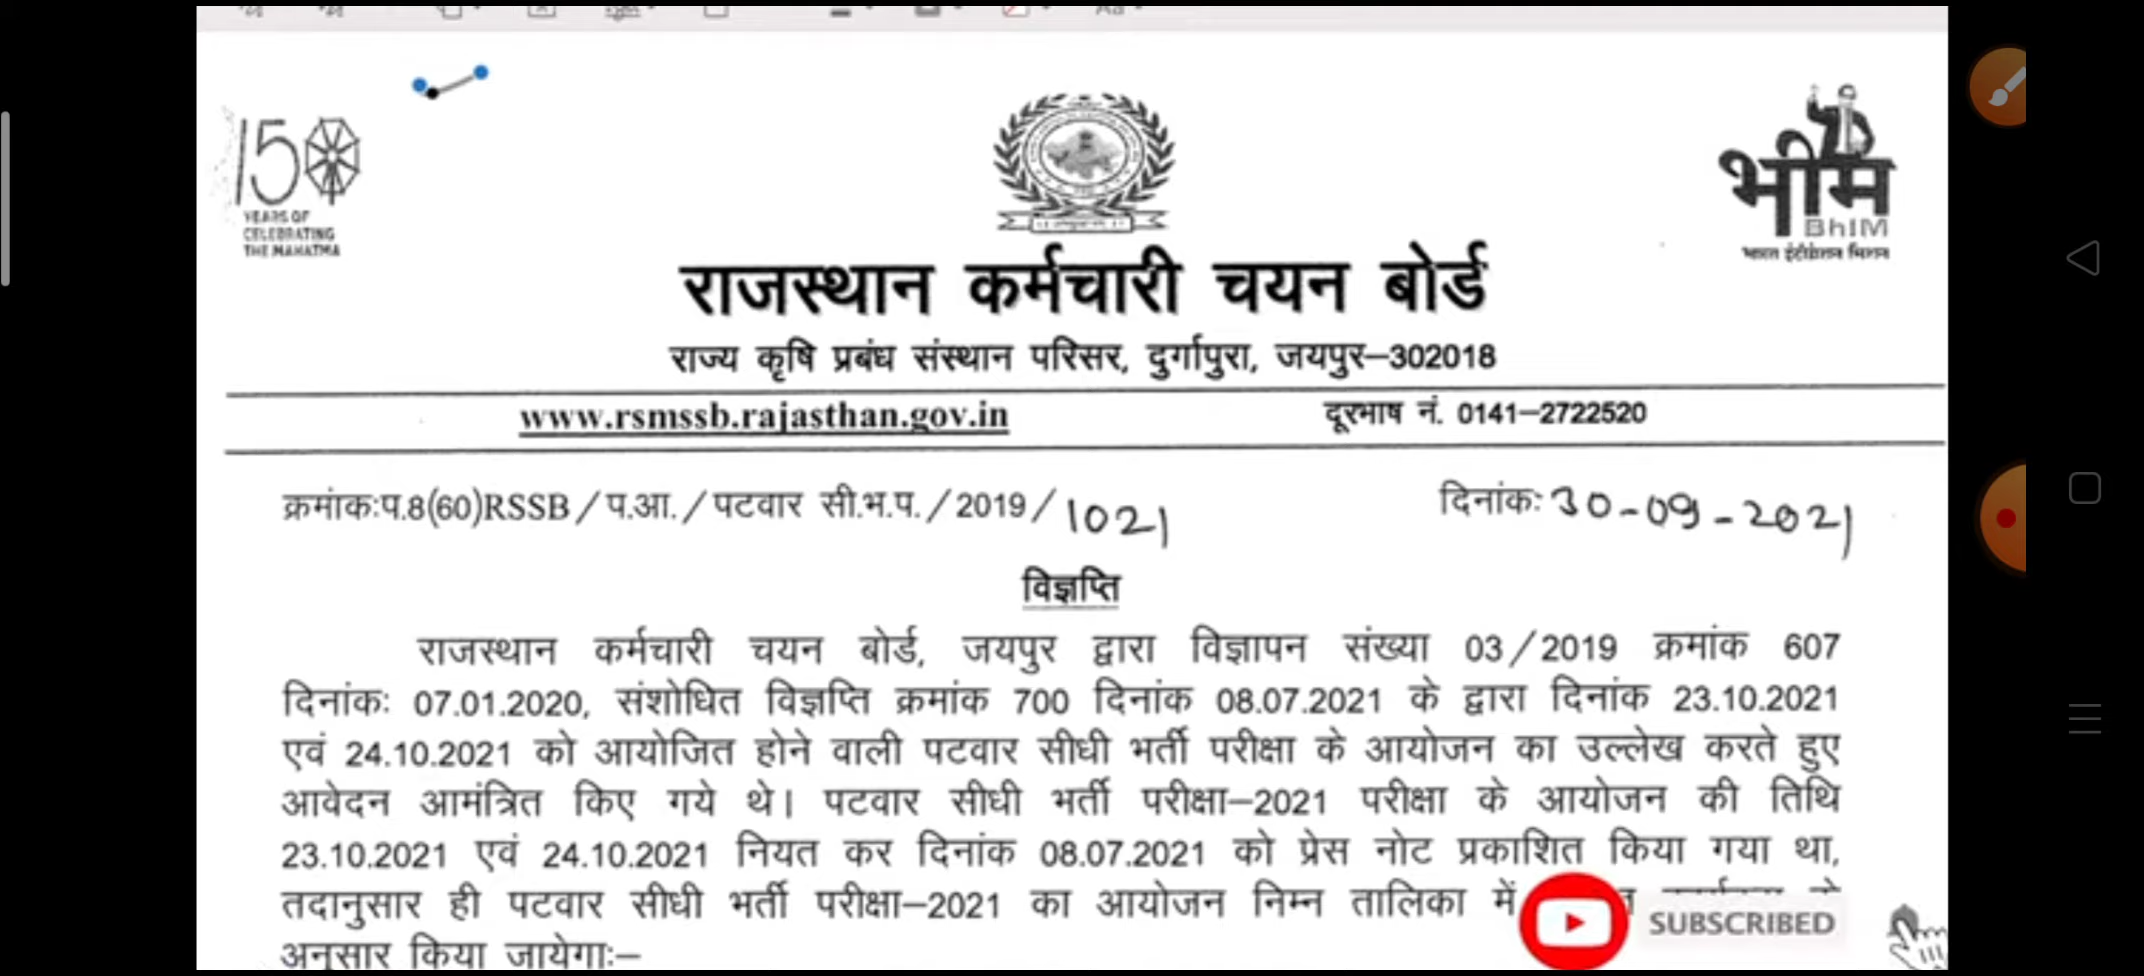 150
YEARS OF
CELEBRATING
THE MAHATMA
भीम
BhIM
राजस्थान कर्मचारी चयन बोर्ड
राज्य कृषि प्रबंध संस्थान परिसर, दुर्गापुरा, जयपुर–302018
www.rsmssb.rajasthan.gov.in दूरभाष नं. 0141–2722520
क्रमांकःप.8(60)RSSB/प.आ./पटवार सी.भ.प./2019/1021 दिनांकः 30-09-2021
विज्ञप्ति
राजस्थान कर्मचारी चयन बोर्ड, जयपुर द्वारा विज्ञापन संख्या 03/2019 क्रमांक 607
दिनांकः 07.01.2020, संशोधित विज्ञप्ति क्रमांक 700 दिनांक 08.07.2021 के द्वारा दिनांक 23.10.2021
एवं 24.10.2021 को आयोजित होने वाली पटवार सीधी भर्ती परीक्षा के आयोजन का उल्लेख करते हुए
आवेदन आमंत्रित किए गये थे। पटवार सीधी भर्ती परीक्षा–2021 परीक्षा के आयोजन की तिथि
23.10.2021 एवं 24.10.2021 नियत कर दिनांक 08.07.2021 को प्रेस नोट प्रकाशित किया गया था,
तदानुसार ही पटवार सीधी भर्ती परीक्षा–2021 का आयोजन निम्न तालिका में
SUBSCRIBED
अनुसार किया जायेगाः–